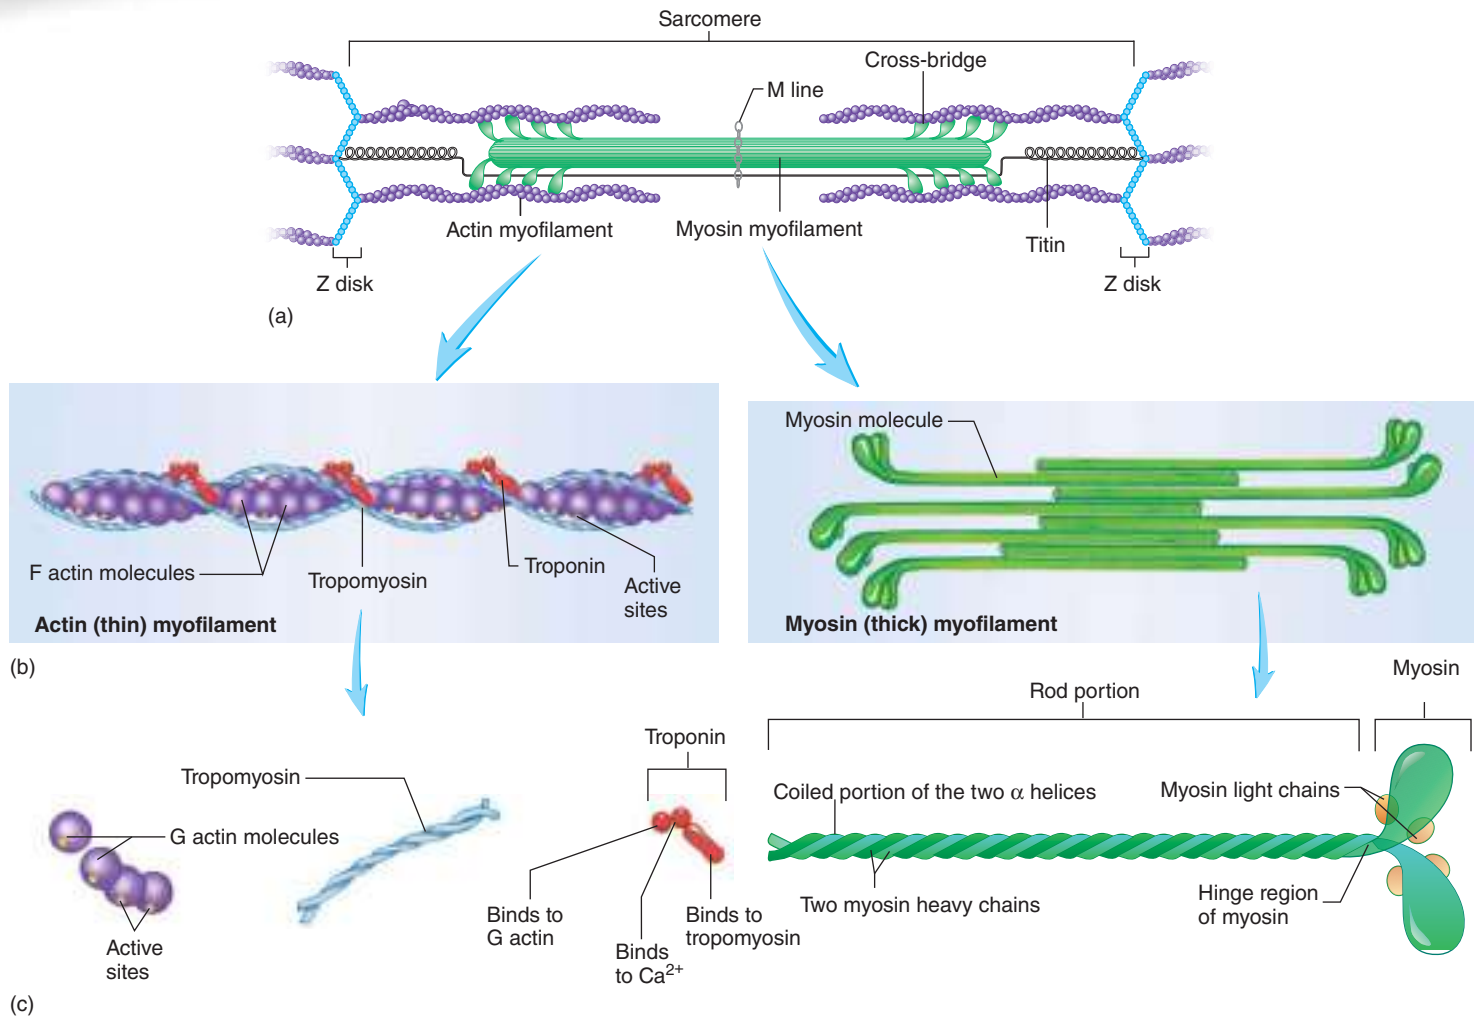 Sarcomere
Cross-bridge
M line
Actin myofilament
Myosin myofilament
Titin
Z disk
Z disk
(a)
Myosin molecule
F actin molecules
Tropomyosin
Troponin
Active
sites
Actin (thin) myofilament
Myosin (thick) myofilament
(b)
Rod portion
Myosin
Troponin
Tropomyosin
Coiled portion of the two α helices
Myosin light chains
G actin molecules
Two myosin heavy chains
Hinge region
of myosin
Binds to
G actin
Binds to
tropomyosin
Binds
to Ca²⁺
Active
sites
(c)